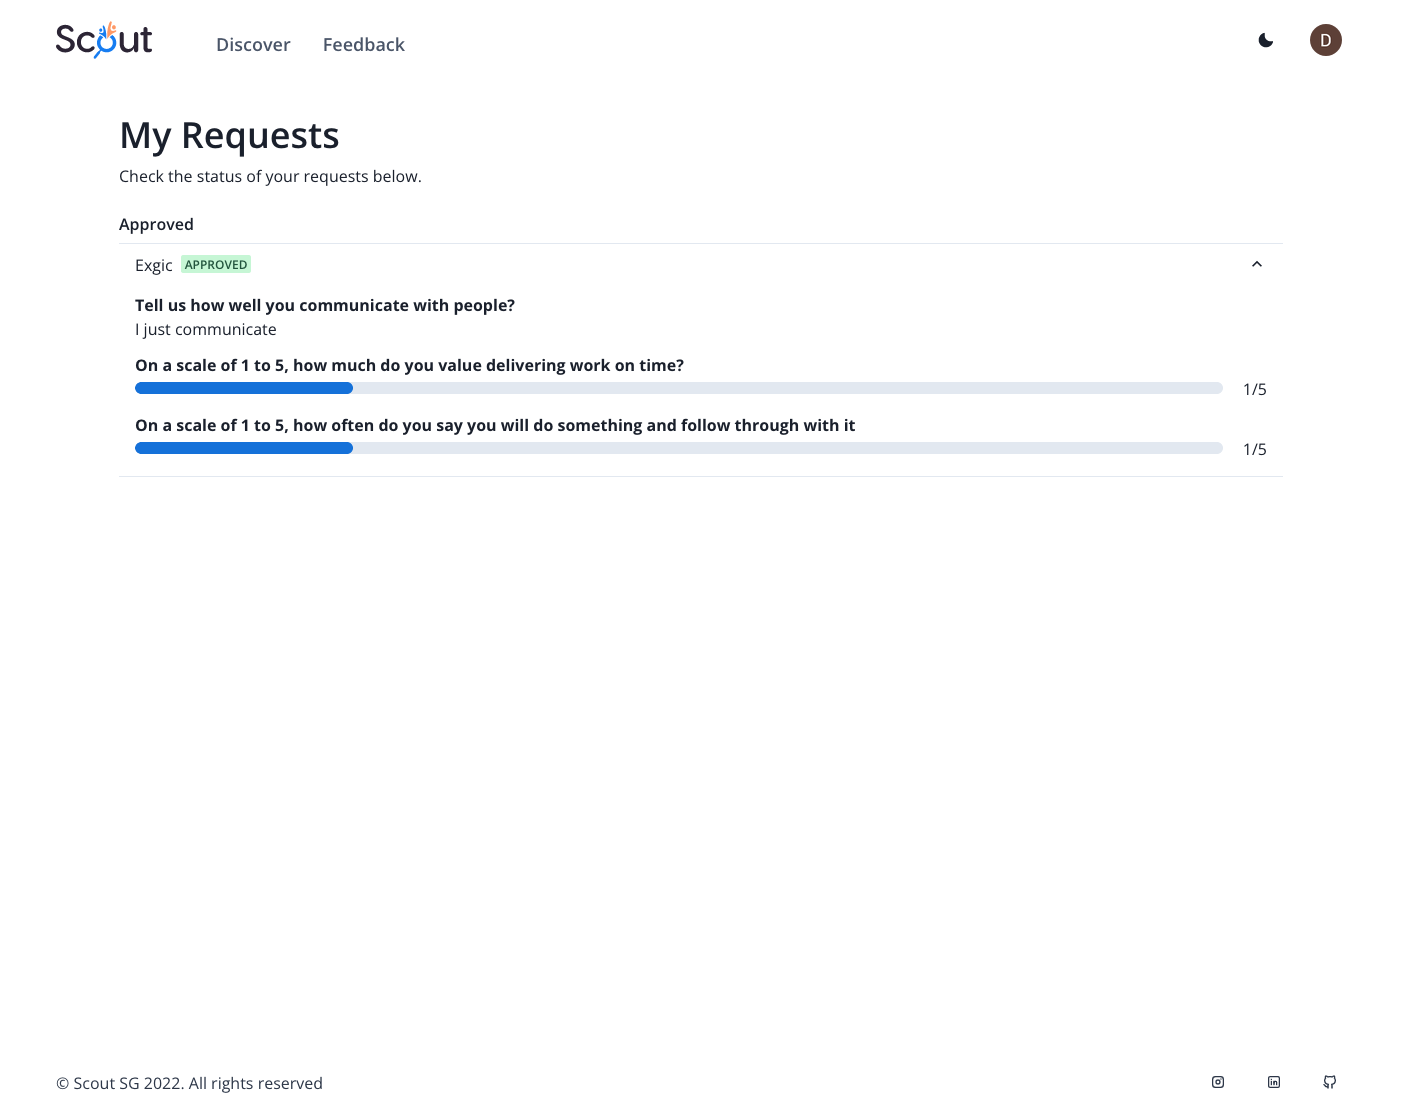 Scout
Discover
Feedback
D
My Requests
Check the status of your requests below.
Approved
Exgic APPROVED
Tell us how well you communicate with people?
I just communicate
On a scale of 1 to 5, how much do you value delivering work on time?
1/5
On a scale of 1 to 5, how often do you say you will do something and follow through with it
1/5
© Scout SG 2022. All rights reserved